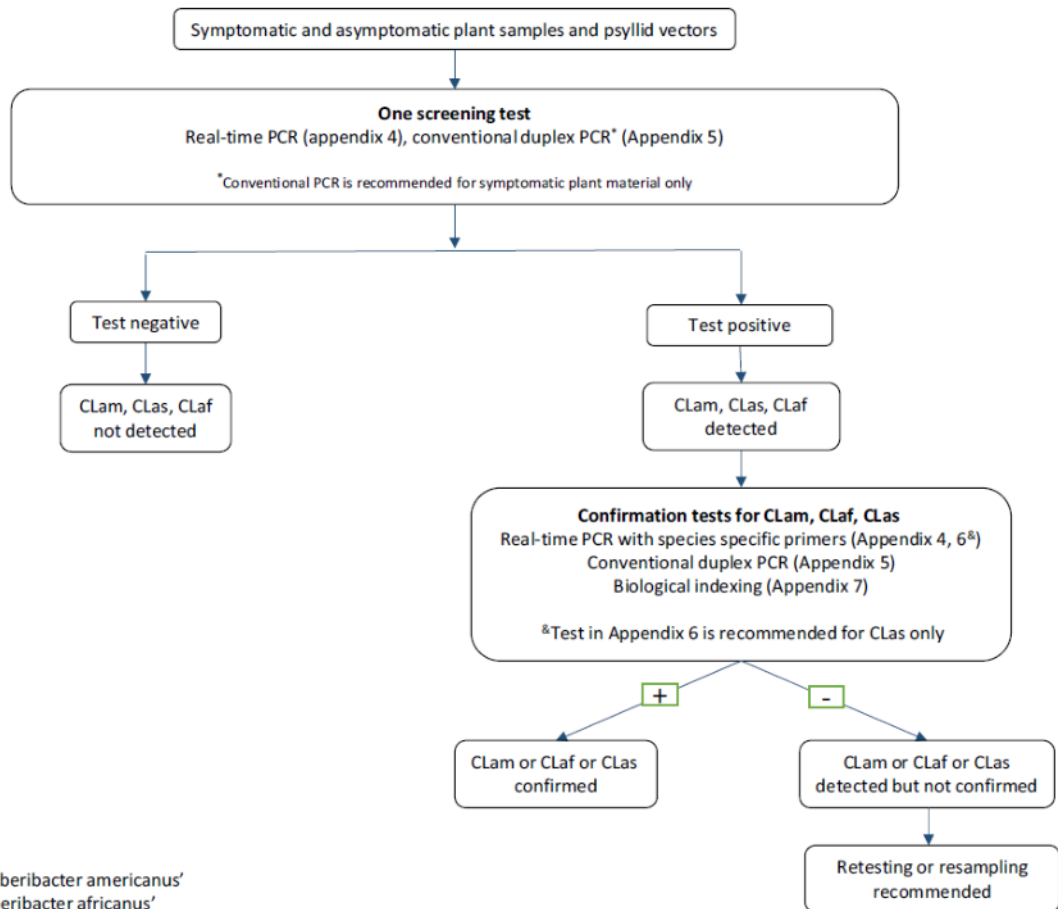 Symptomatic and asymptomatic plant samples and psyllid vectors
One screening test
Real-time PCR (appendix 4), conventional duplex PCR* (Appendix 5)
*Conventional PCR is recommended for symptomatic plant material only
Test negative
Test positive
CLam, CLas, CLaf
not detected
CLam, CLas, CLaf
detected
Confirmation tests for CLam, CLaf, CLas
Real-time PCR with species specific primers (Appendix 4, 6&)
Conventional duplex PCR (Appendix 5)
Biological indexing (Appendix 7)
&Test in Appendix 6 is recommended for CLas only
+
-
CLam or CLaf or CLas
confirmed
CLam or CLaf or CLas
detected but not confirmed
Retesting or resampling
recommended
beribacter americanus'
eribacter africanus'